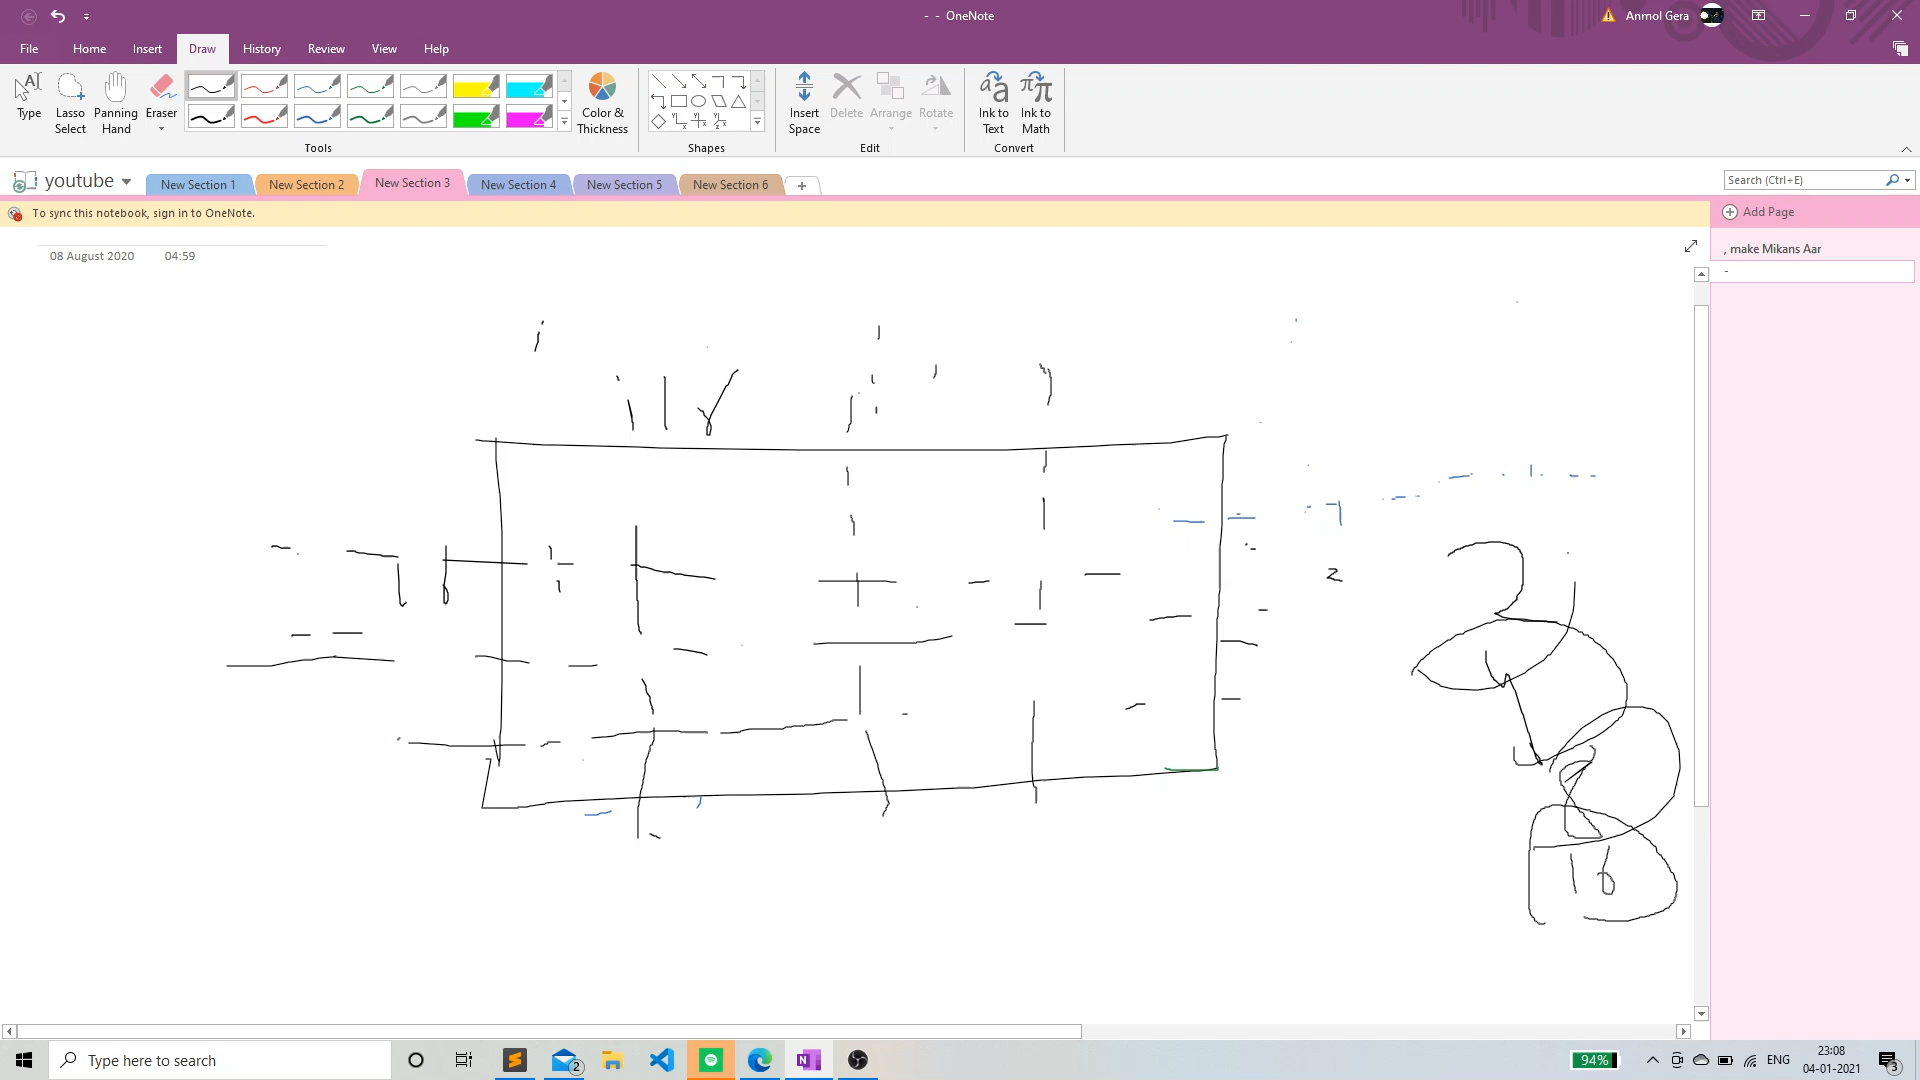 - - OneNote
Anmol Gera
File Home Insert Draw History Review View Help
Type
Lasso Select
Panning Hand
Eraser
Color & Thickness
Insert Space
Delete
Arrange
Rotate
Ink to Text
Ink to Math
Tools
Shapes
Edit
Convert
youtube
New Section 1
New Section 2
New Section 3
New Section 4
New Section 5
New Section 6
Search (Ctrl+E)
To sync this notebook, sign in to OneNote.
Add Page
08 August 2020 04:59
, make Mikans Aar
-
2
16
Type here to search
2
94%
ENG
23:08
04-01-2021
3